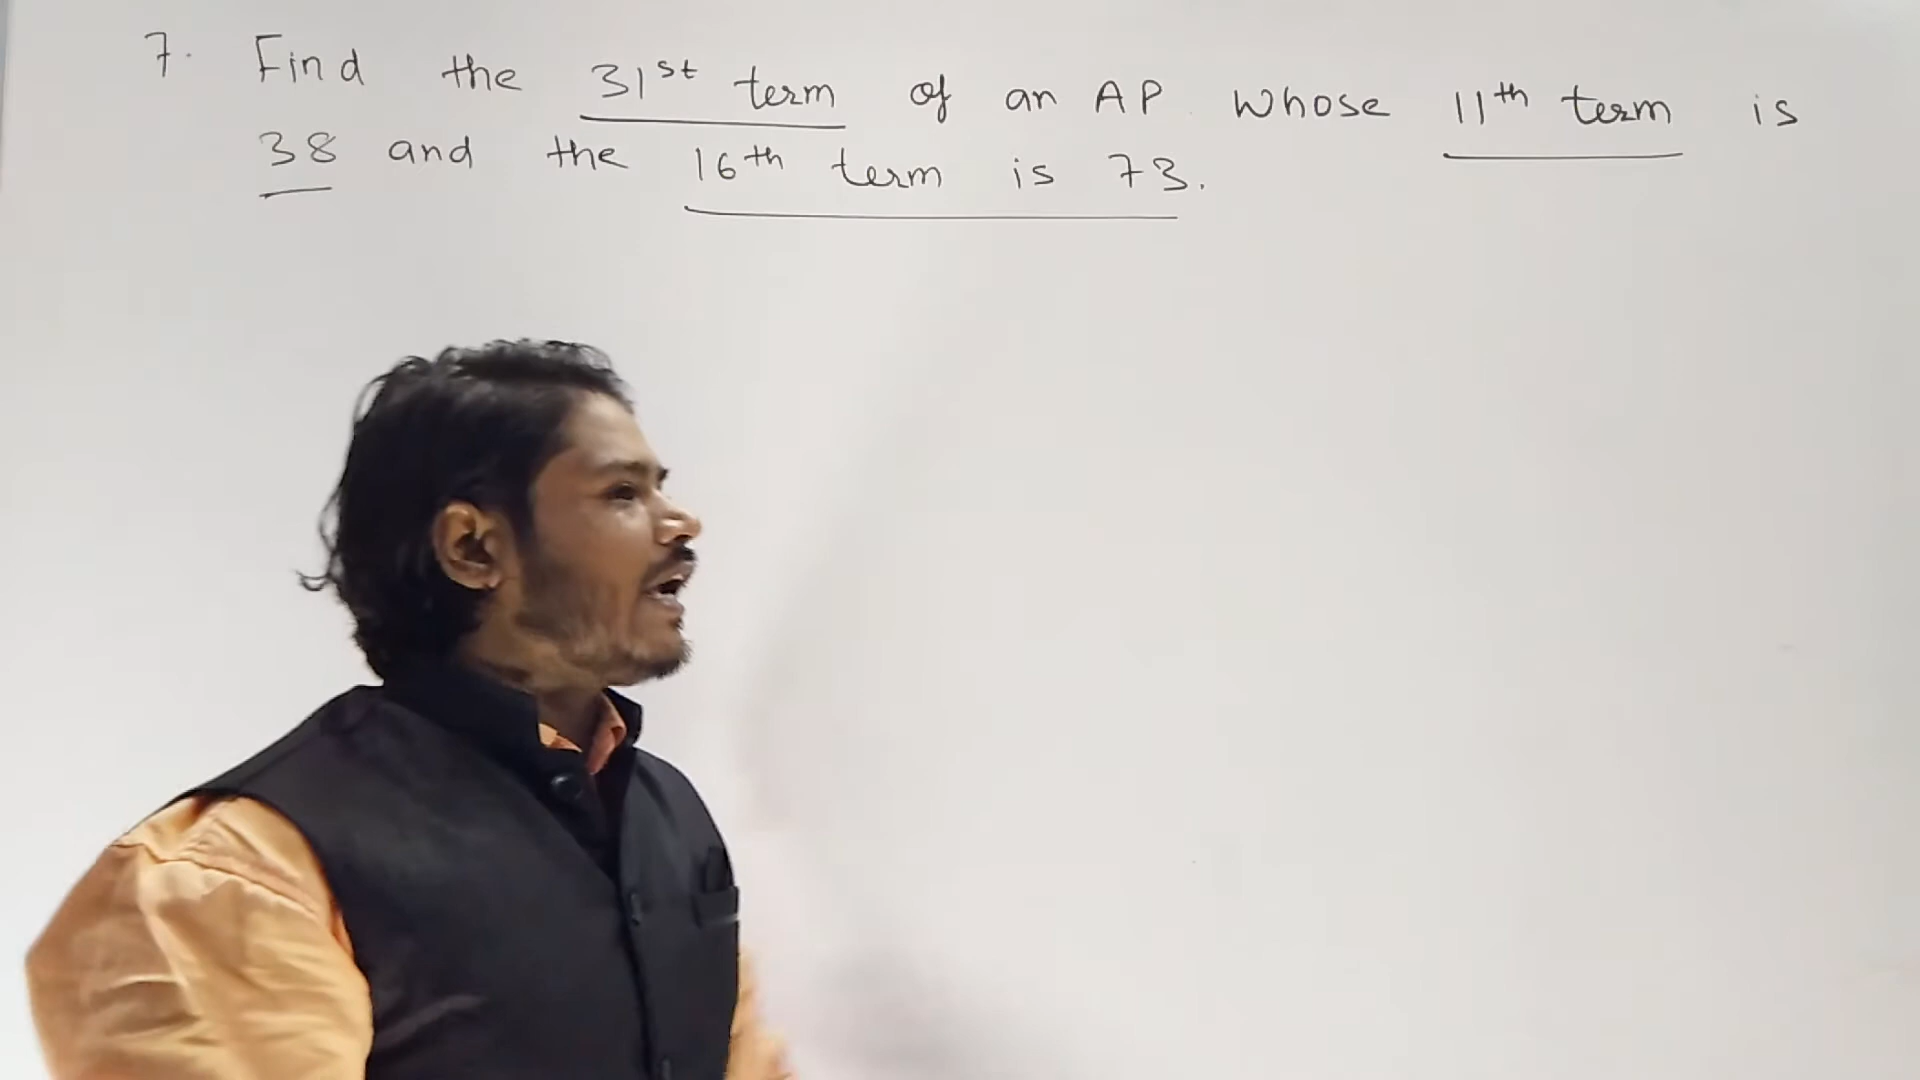 7. Find the 31st term of an AP whose 11th term is
38 and the 16th term is 73.